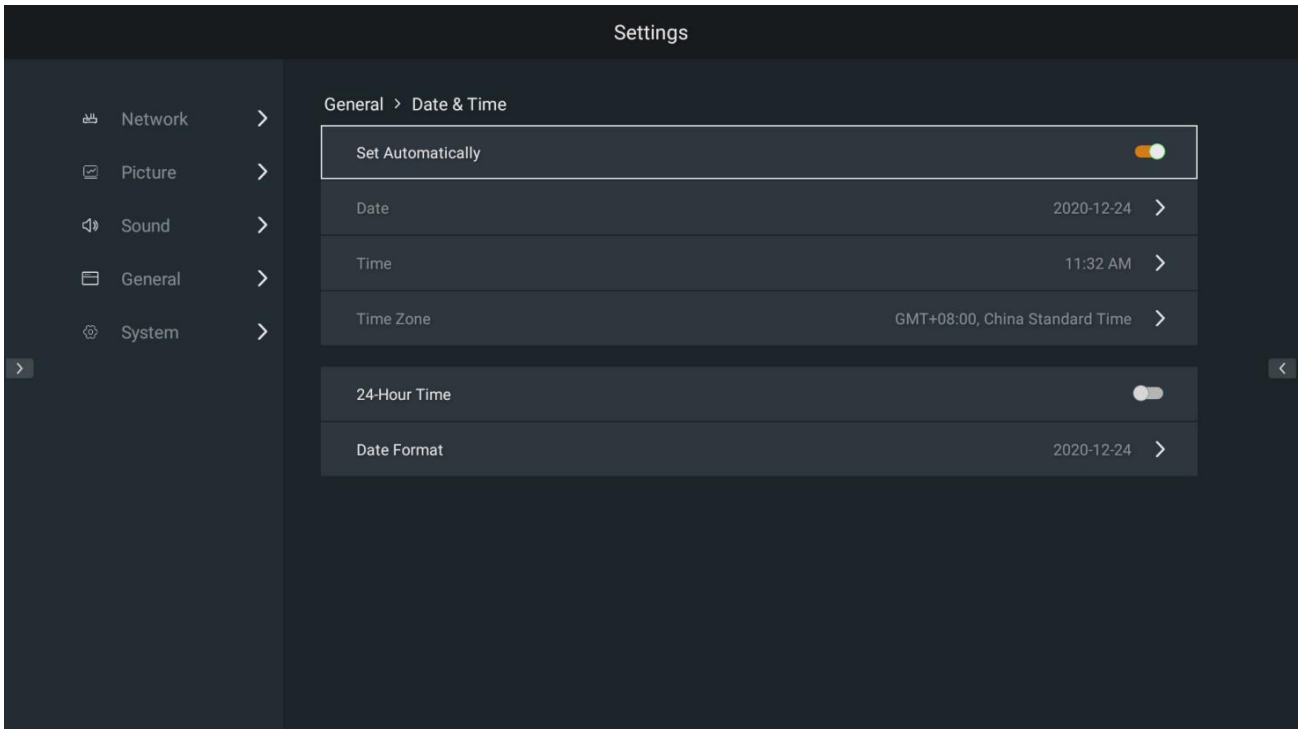 Settings
Network
Picture
Sound
General
System
General > Date & Time
Set Automatically
Date 2020-12-24
Time 11:32 AM
Time Zone GMT+08:00, China Standard Time
24-Hour Time
Date Format 2020-12-24